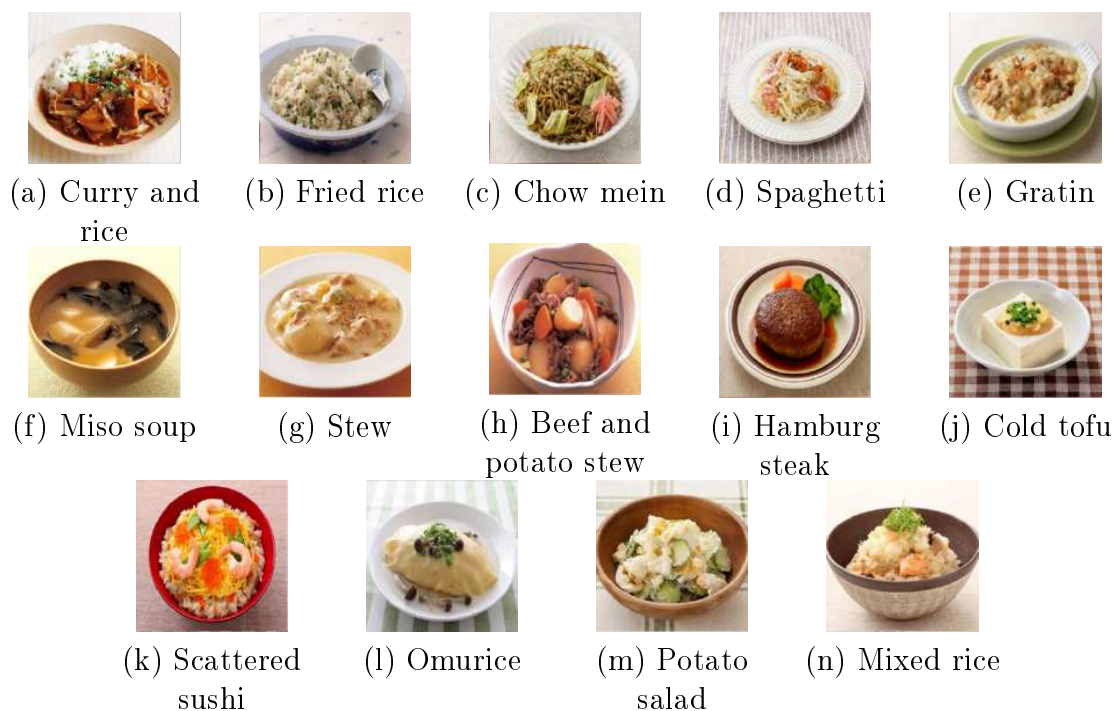 (a) Curry and
rice
(b) Fried rice
(c) Chow mein
(d) Spaghetti
(e) Gratin
(f) Miso soup
(g) Stew
(h) Beef and
potato stew
(i) Hamburg
steak
(j) Cold tofu
(k) Scattered
sushi
(l) Omurice
(m) Potato
salad
(n) Mixed rice